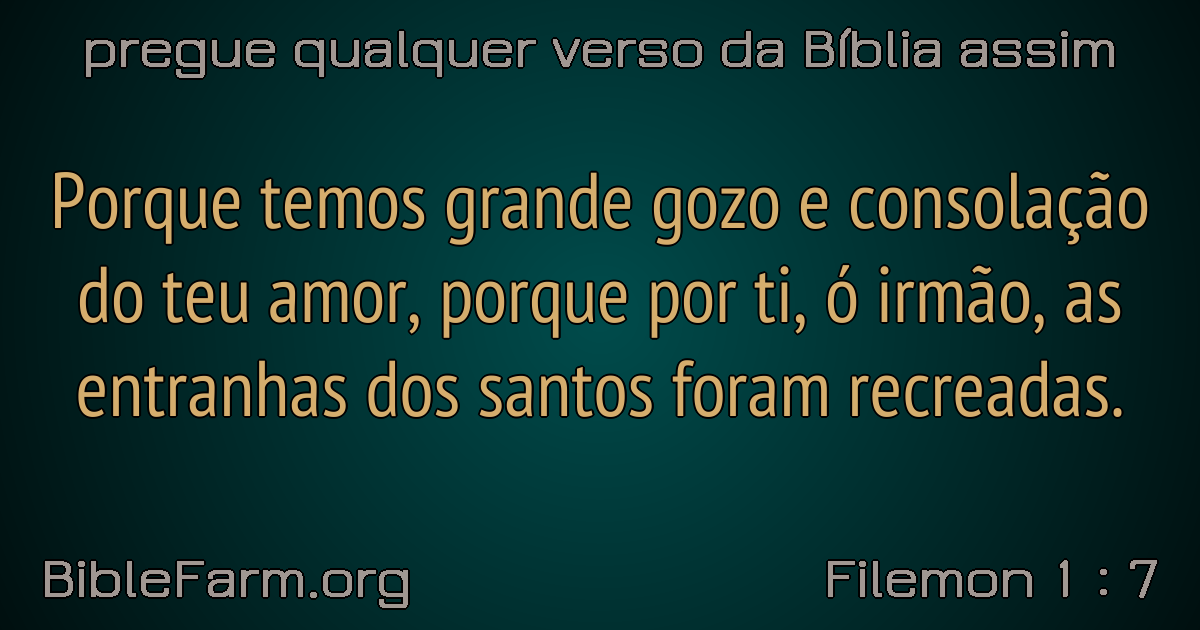 pregue qualquer verso da Bíblia assim
Porque temos grande gozo e consolação
do teu amor, porque por ti, ó irmão, as
entranhas dos santos foram recreadas.
BibleFarm.org
Filemon 1 : 7